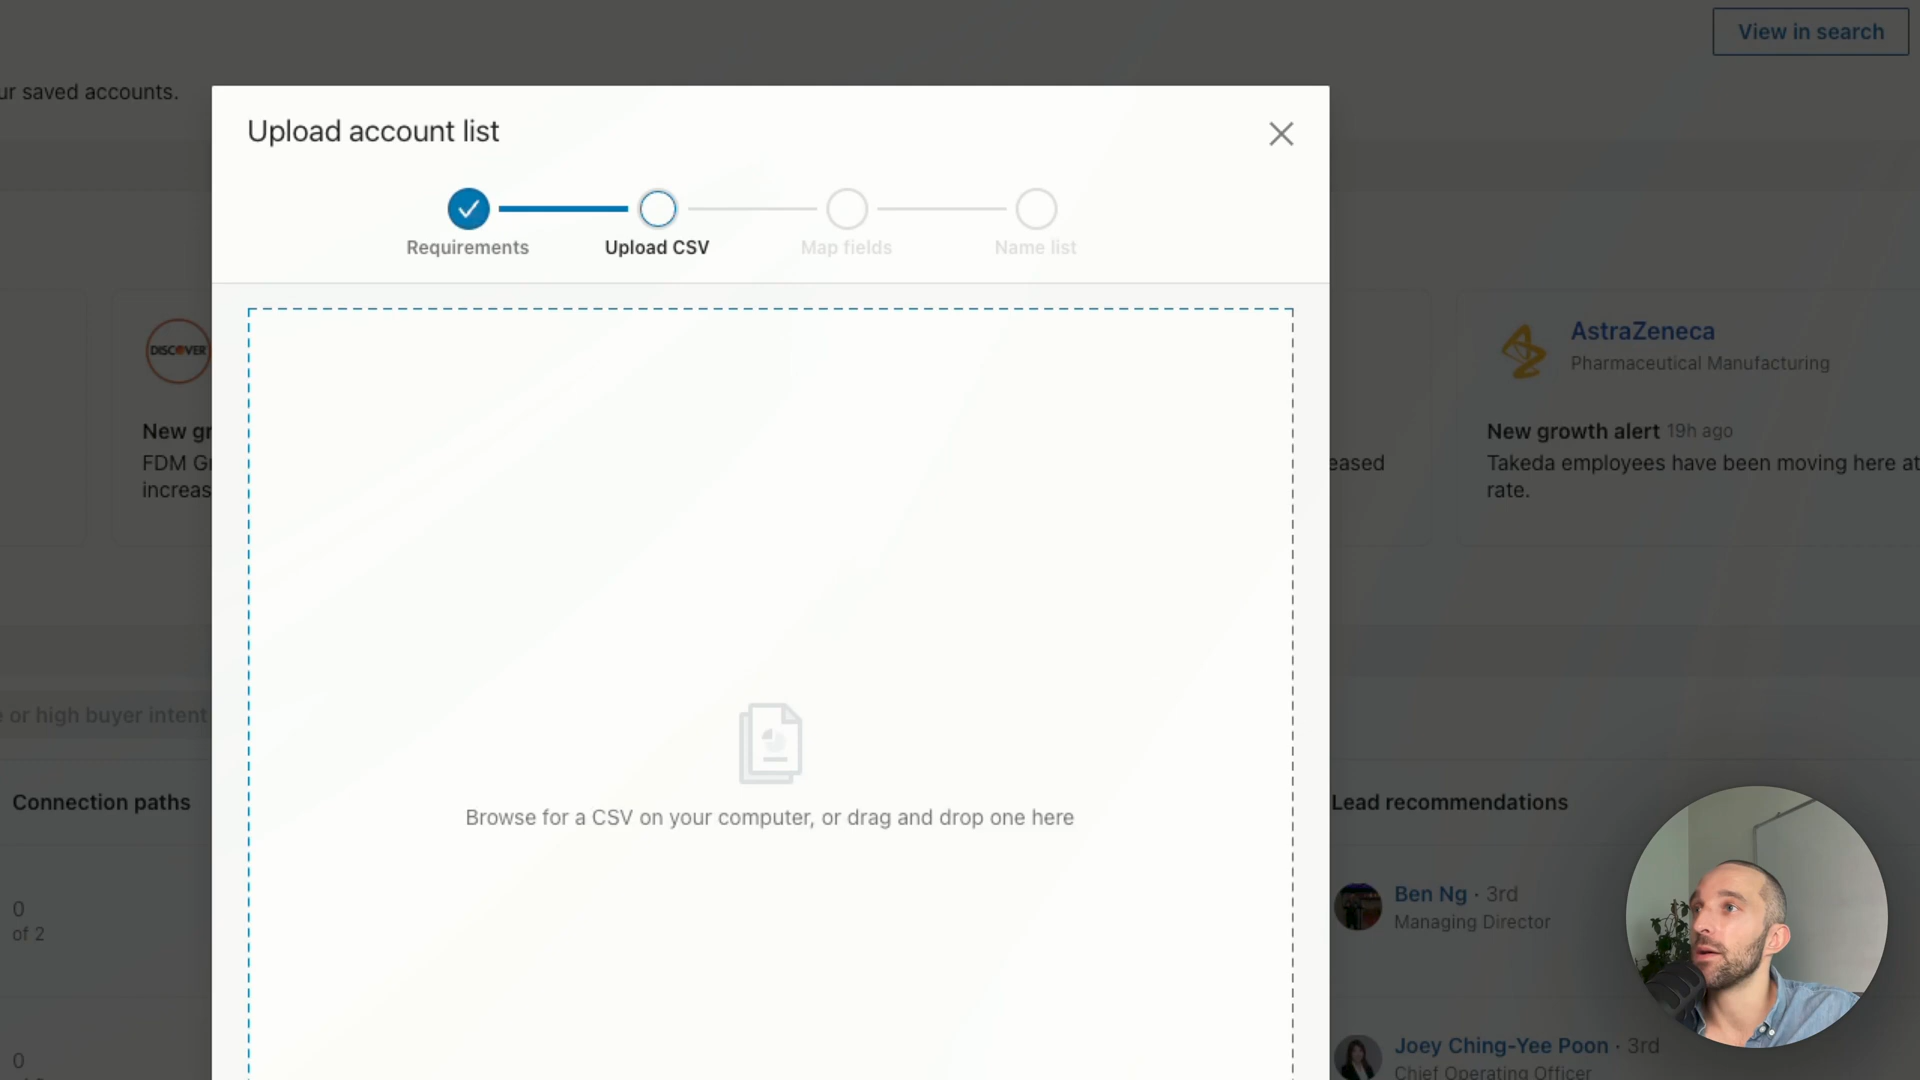 View in search
ur saved accounts.
Upload account list
Requirements
Upload CSV
Map fields
Name list
DISCOVER
AstraZeneca
Pharmaceutical Manufacturing
New gr
New growth alert 19h ago
FDM G
eased
Takeda employees have been moving here at
increas
rate.
e or high buyer intent
Browse for a CSV on your computer, or drag and drop one here
Connection paths
Lead recommendations
0
of 2
Ben Ng · 3rd
Managing Director
0
Joey Ching-Yee Poon · 3rd
Chief Operating Officer